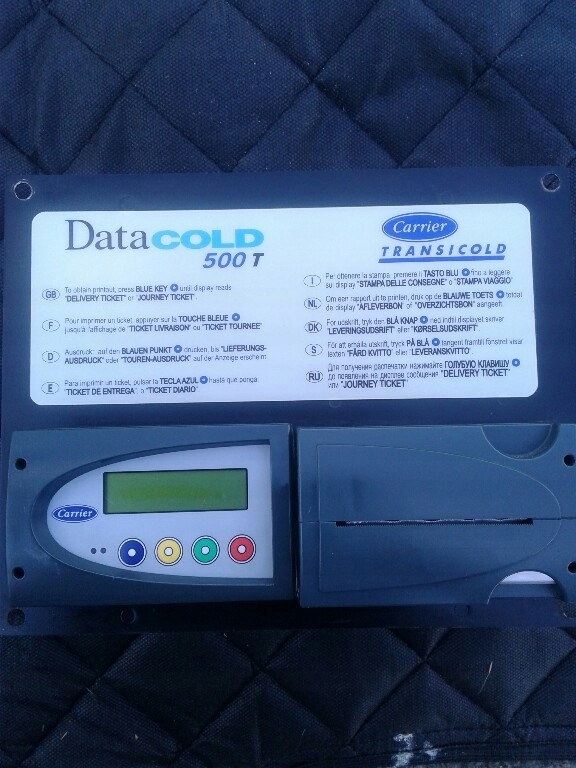 DataCOLD
500 T
Carrier
TRANSICOLD
GB To obtain printout, press BLUE KEY until display reads
"DELIVERY TICKET" or "JOURNEY TICKET"
F Pour imprimer un ticket, appuyer sur la TOUCHE BLEUE
jusqu'à l'affichage de "TICKET LIVRAISON" ou "TICKET TOURNEE"
D Ausdruck: auf den BLAUEN PUNKT drücken, bis "LIEFERUNGS-
AUSDRUCK" oder "TOUREN-AUSDRUCK" auf der Anzeige erscheint
E Para imprimir un ticket, pulsar la TECLA AZUL hasta que ponga
"TICKET DE ENTREGA" o "TICKET DIARIO"
I Per ottenere la stampa, premere il TASTO BLU fino a leggere
sur display "STAMPA DELLE CONSEGNE" o "STAMPA VIAGGIO"
NL Om een rapport uit te printen, druk op de BLAUWE TOETS totdat
de display "AFLEVERBON" of "OVERZICHTSBON" aangeeft
DK For udskrift, tryk den BLÅ KNAP ned indtil displayet skriver
"LEVERINGSUDSRIFT" eller "KØRSELSUDSKRIFT"
S För att erhålla utskrift, tryck PÅ BLÅ tangent framtill fönstret visar
texten "FÄRD KVITTO" eller "LEVERANSKVITTO"
RU Для получения распечатки нажимайте ГОЛУБУЮ КЛАВИШУ
до появления на дисплее сообщения "DELIVERY TICKET"
или "JOURNEY TICKET"
Carrier